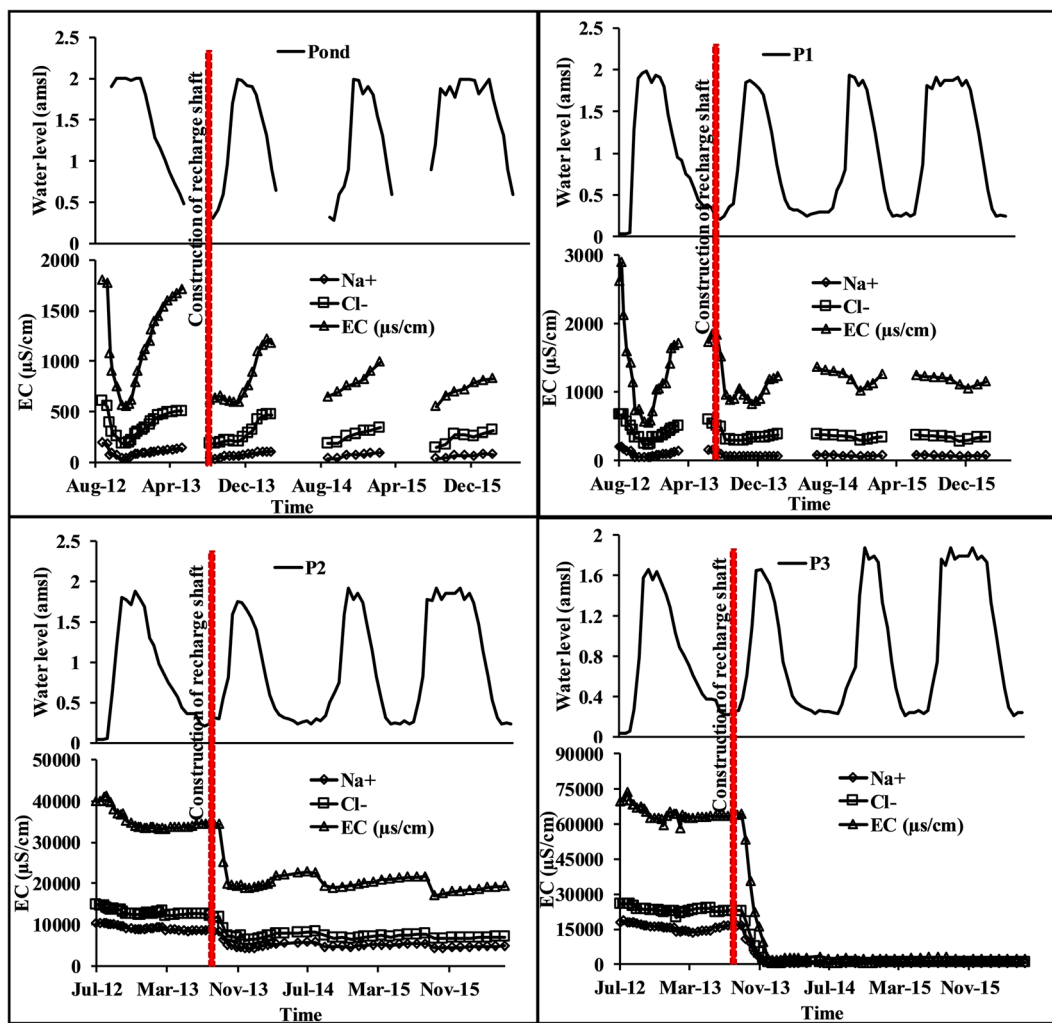 2.5
2
1.5
1
0.5
0
Water level (amsl)
Pond
Construction of recharge shaft
2000
1500
1000
500
0
EC (µS/cm)
Na+
Cl-
EC (µs/cm)
Aug-12
Apr-13
Dec-13
Aug-14
Apr-15
Dec-15
Time
2.5
2
1.5
1
0.5
0
Water level (amsl)
P1
Construction of recharge shaft
3000
2000
1000
0
EC (µS/cm)
Na+
Cl-
EC (µs/cm)
Aug-12
Apr-13
Dec-13
Aug-14
Apr-15
Dec-15
Time
2.5
2
1.5
1
0.5
0
Water level (amsl)
P2
Construction of recharge shaft
50000
40000
30000
20000
10000
0
EC (µS/cm)
Na+
Cl-
EC (µs/cm)
Jul-12
Mar-13
Nov-13
Jul-14
Mar-15
Nov-15
Time
2
1.6
1.2
0.8
0.4
0
Water level (amsl)
P3
Construction of recharge shaft
90000
75000
60000
45000
30000
15000
0
EC (µS/cm)
Na+
Cl-
EC (µs/cm)
Jul-12
Mar-13
Nov-13
Jul-14
Mar-15
Nov-15
Time